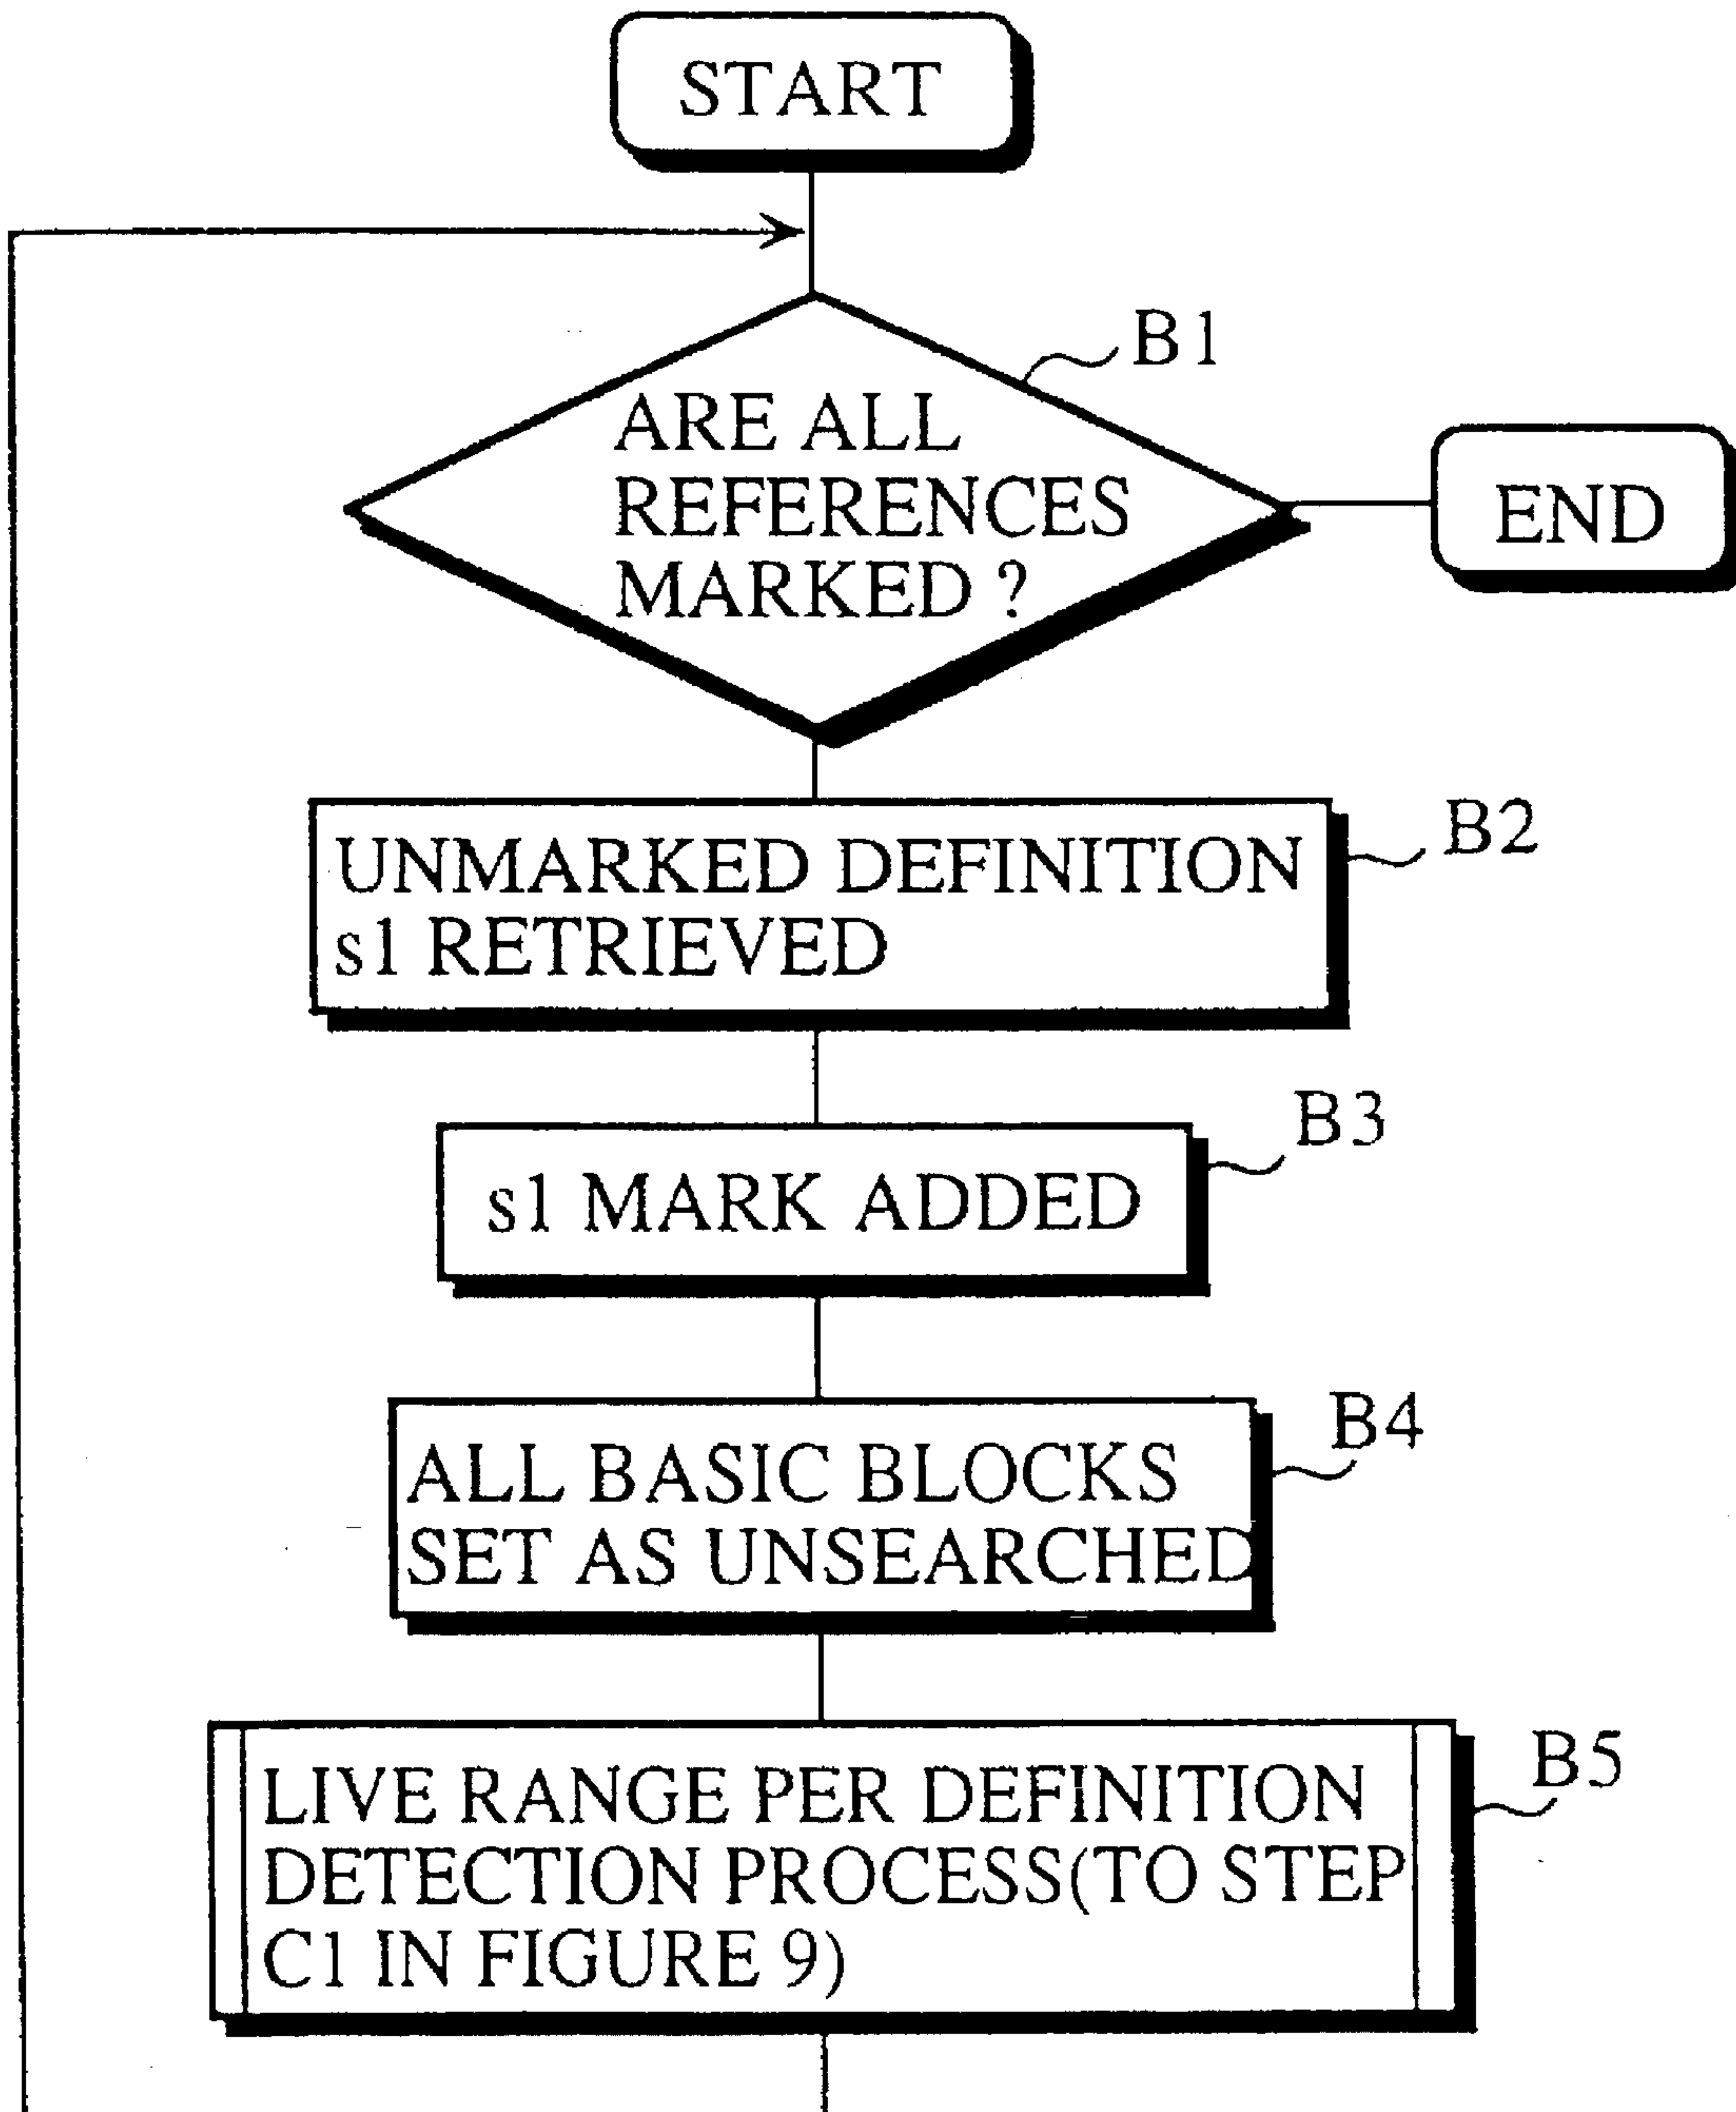 START
B1
ARE ALL
REFERENCES
MARKED ?
END
B2
UNMARKED DEFINITION
s1 RETRIEVED
B3
s1 MARK ADDED
B4
ALL BASIC BLOCKS
SET AS UNSEARCHED
B5
LIVE RANGE PER DEFINITION
DETECTION PROCESS(TO STEP
C1 IN FIGURE 9)